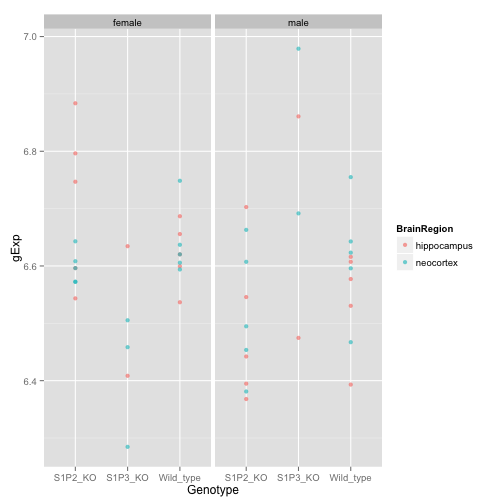 female male
7.0
6.8
6.6
6.4
gExp
S1P2_KO S1P3_KO Wild_type S1P2_KO S1P3_KO Wild_type
Genotype
BrainRegion
hippocampus
neocortex